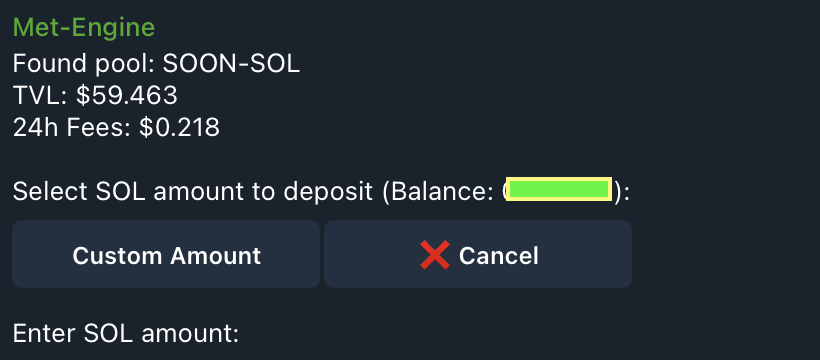 Met-Engine
Found pool: SOON-SOL
TVL: $59.463
24h Fees: $0.218
Select SOL amount to deposit (Balance: ):
Custom Amount
❌ Cancel
Enter SOL amount: